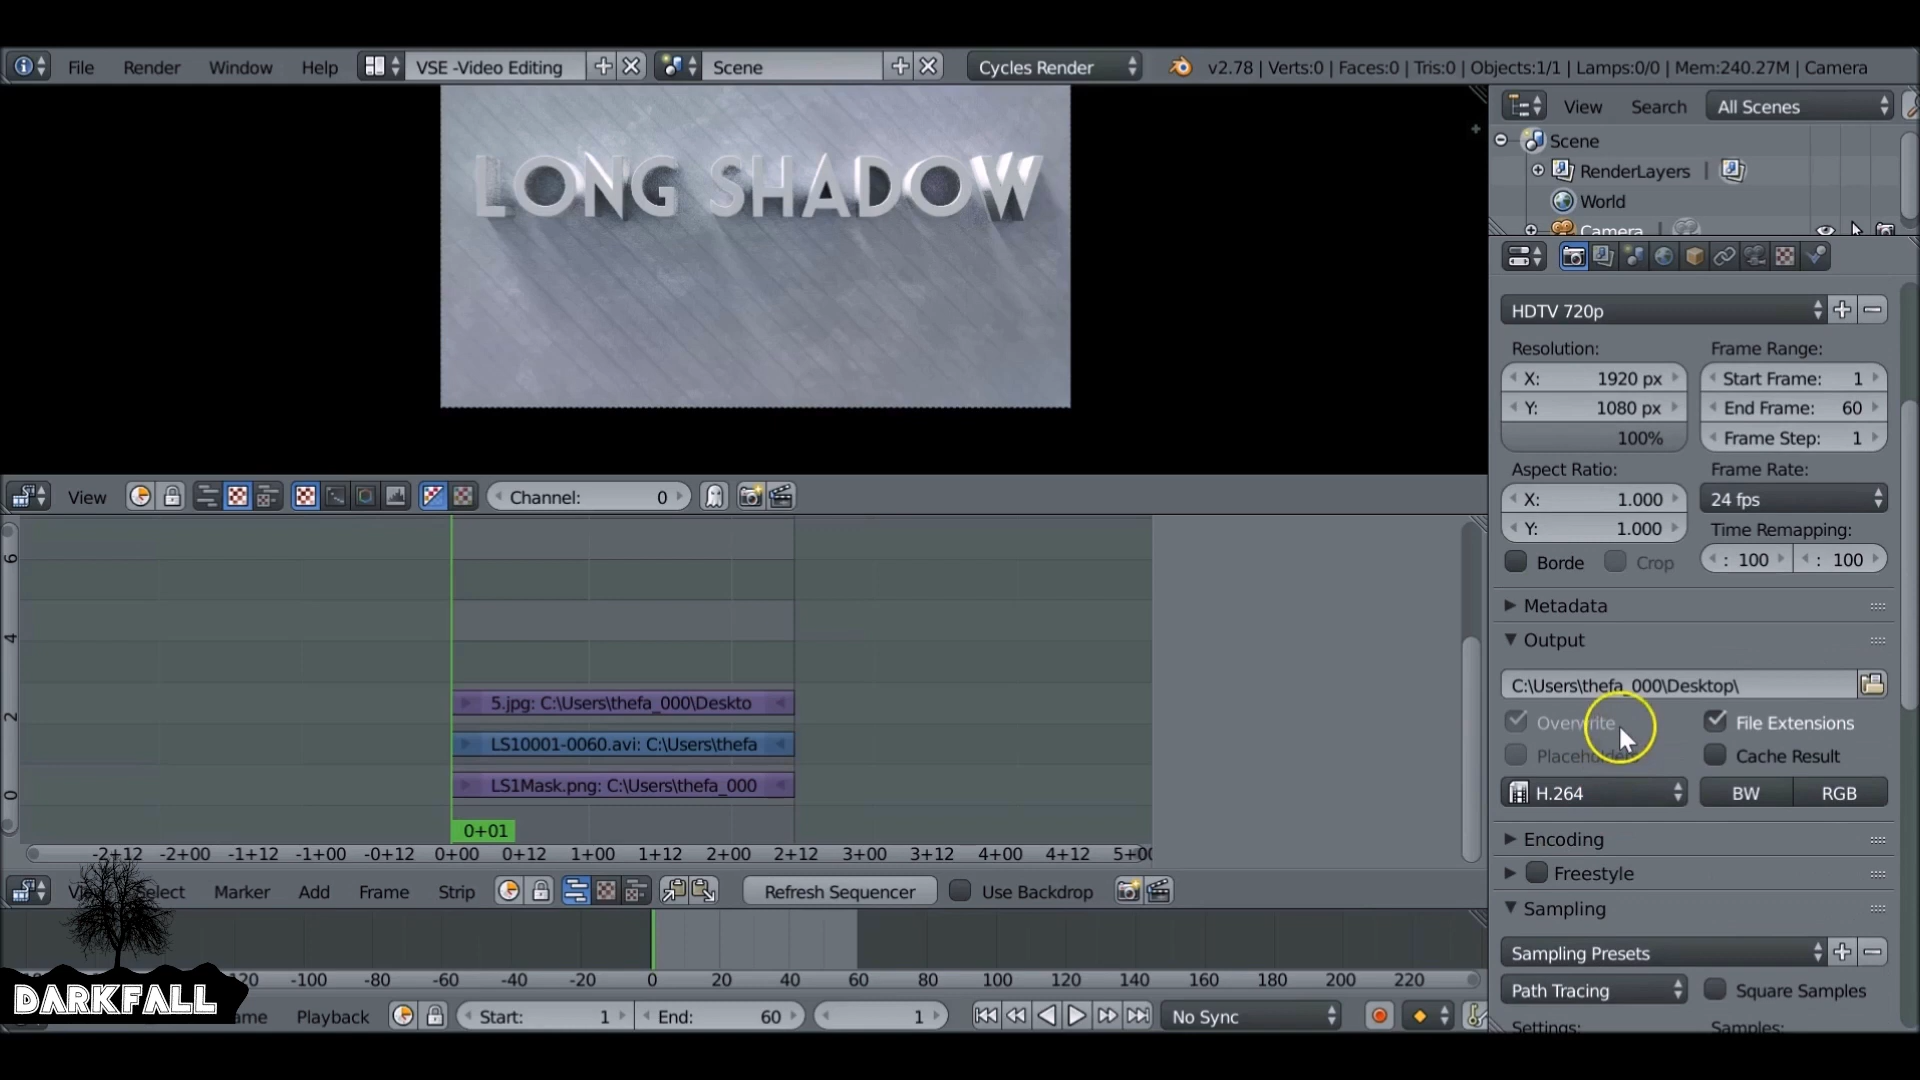 File Render Window Help VSE -Video Editing Scene Cycles Render v2.78 | Verts:0 | Faces:0 | Tris:0 | Objects:1/1 | Lamps:0/0 | Mem:240.27M | Camera
View Search All Scenes
Scene
RenderLayers |
World
Camera |
LONG SHADOW
HDTV 720p
Resolution: Frame Range:
X: 1920 px Start Frame: 1
Y: 1080 px End Frame: 60
100% Frame Step: 1
Aspect Ratio: Frame Rate:
X: 1.000 24 fps
Y: 1.000 Time Remapping:
Borde Crop : 100 : 100
Metadata
Output
C:\Users\thefa_000\Desktop\
Overwrite File Extensions
Cache Result
H.264 BW RGB
Encoding
Freestyle
Sampling
Sampling Presets
Path Tracing Square Samples
Settings: Samples:
View Channel: 0
6
4
2
0
5.jpg: C:\Users\thefa_000\Deskto
LS10001-0060.avi: C:\Users\thefa
LS1Mask.png: C:\Users\thefa_000
0+01
-2+12 -2+00 -1+12 -1+00 -0+12 0+00 0+12 1+00 1+12 2+00 2+12 3+00 3+12 4+00 4+12 5+00
Select Marker Add Frame Strip Refresh Sequencer Use Backdrop
-100 -80 -60 -40 -20 0 20 40 60 80 100 120 140 160 180 200 220
DARKFALL
Playback Start: 1 End: 60 1 No Sync